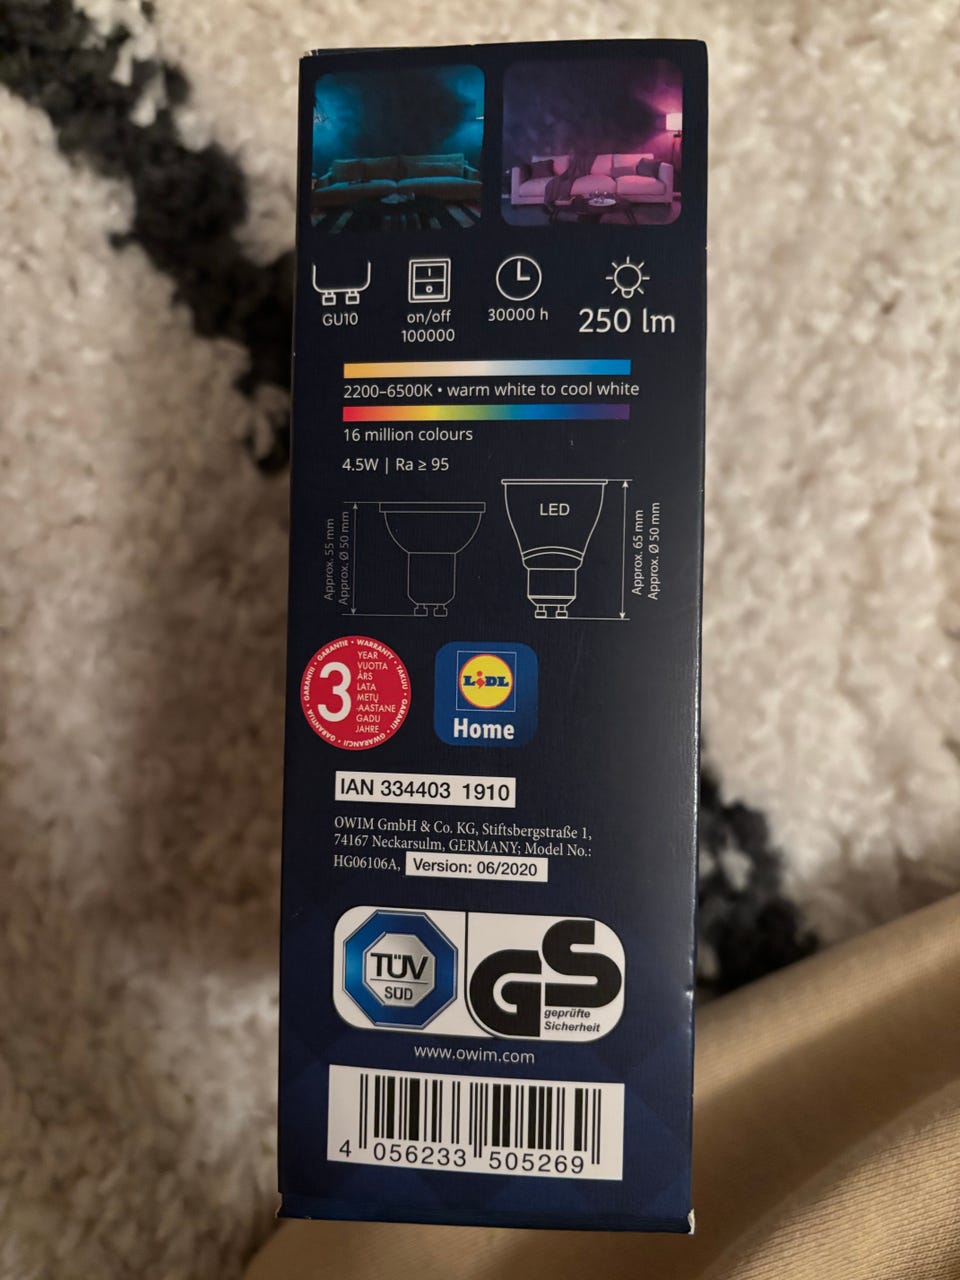 GU10
on/off
100000
30000 h
250 lm
2200–6500K • warm white to cool white
16 million colours
4.5W | Ra ≥ 95
Approx. 55 mm
Approx. Ø 50 mm
LED
Approx. 65 mm
Approx. Ø 50 mm
GARANTIE • WARRANTY • TAKUU • GARANTI • GWARANCJI • GARANTIJA • GARANTII
3
YEAR
VUOTTA
ÅRS
LATA
METŲ
-AASTANE
GADU
JAHRE
LIDL
Home
IAN 334403 1910
OWIM GmbH & Co. KG, Stiftsbergstraße 1,
74167 Neckarsulm, GERMANY; Model No.:
HG06106A, Version: 06/2020
TÜV
SÜD
GS
geprüfte
Sicherheit
www.owim.com
4 056233 505269